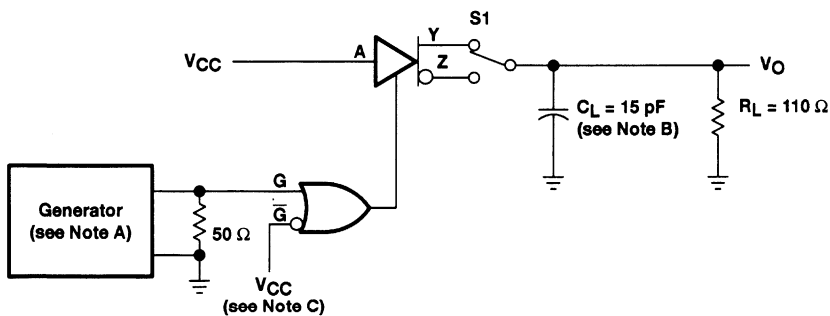 S1
Y
A
VCC
Z
VO
CL = 15 pF
(see Note B)
RL = 110 Ω
G
Generator
(see Note A)
G̅
50 Ω
VCC
(see Note C)